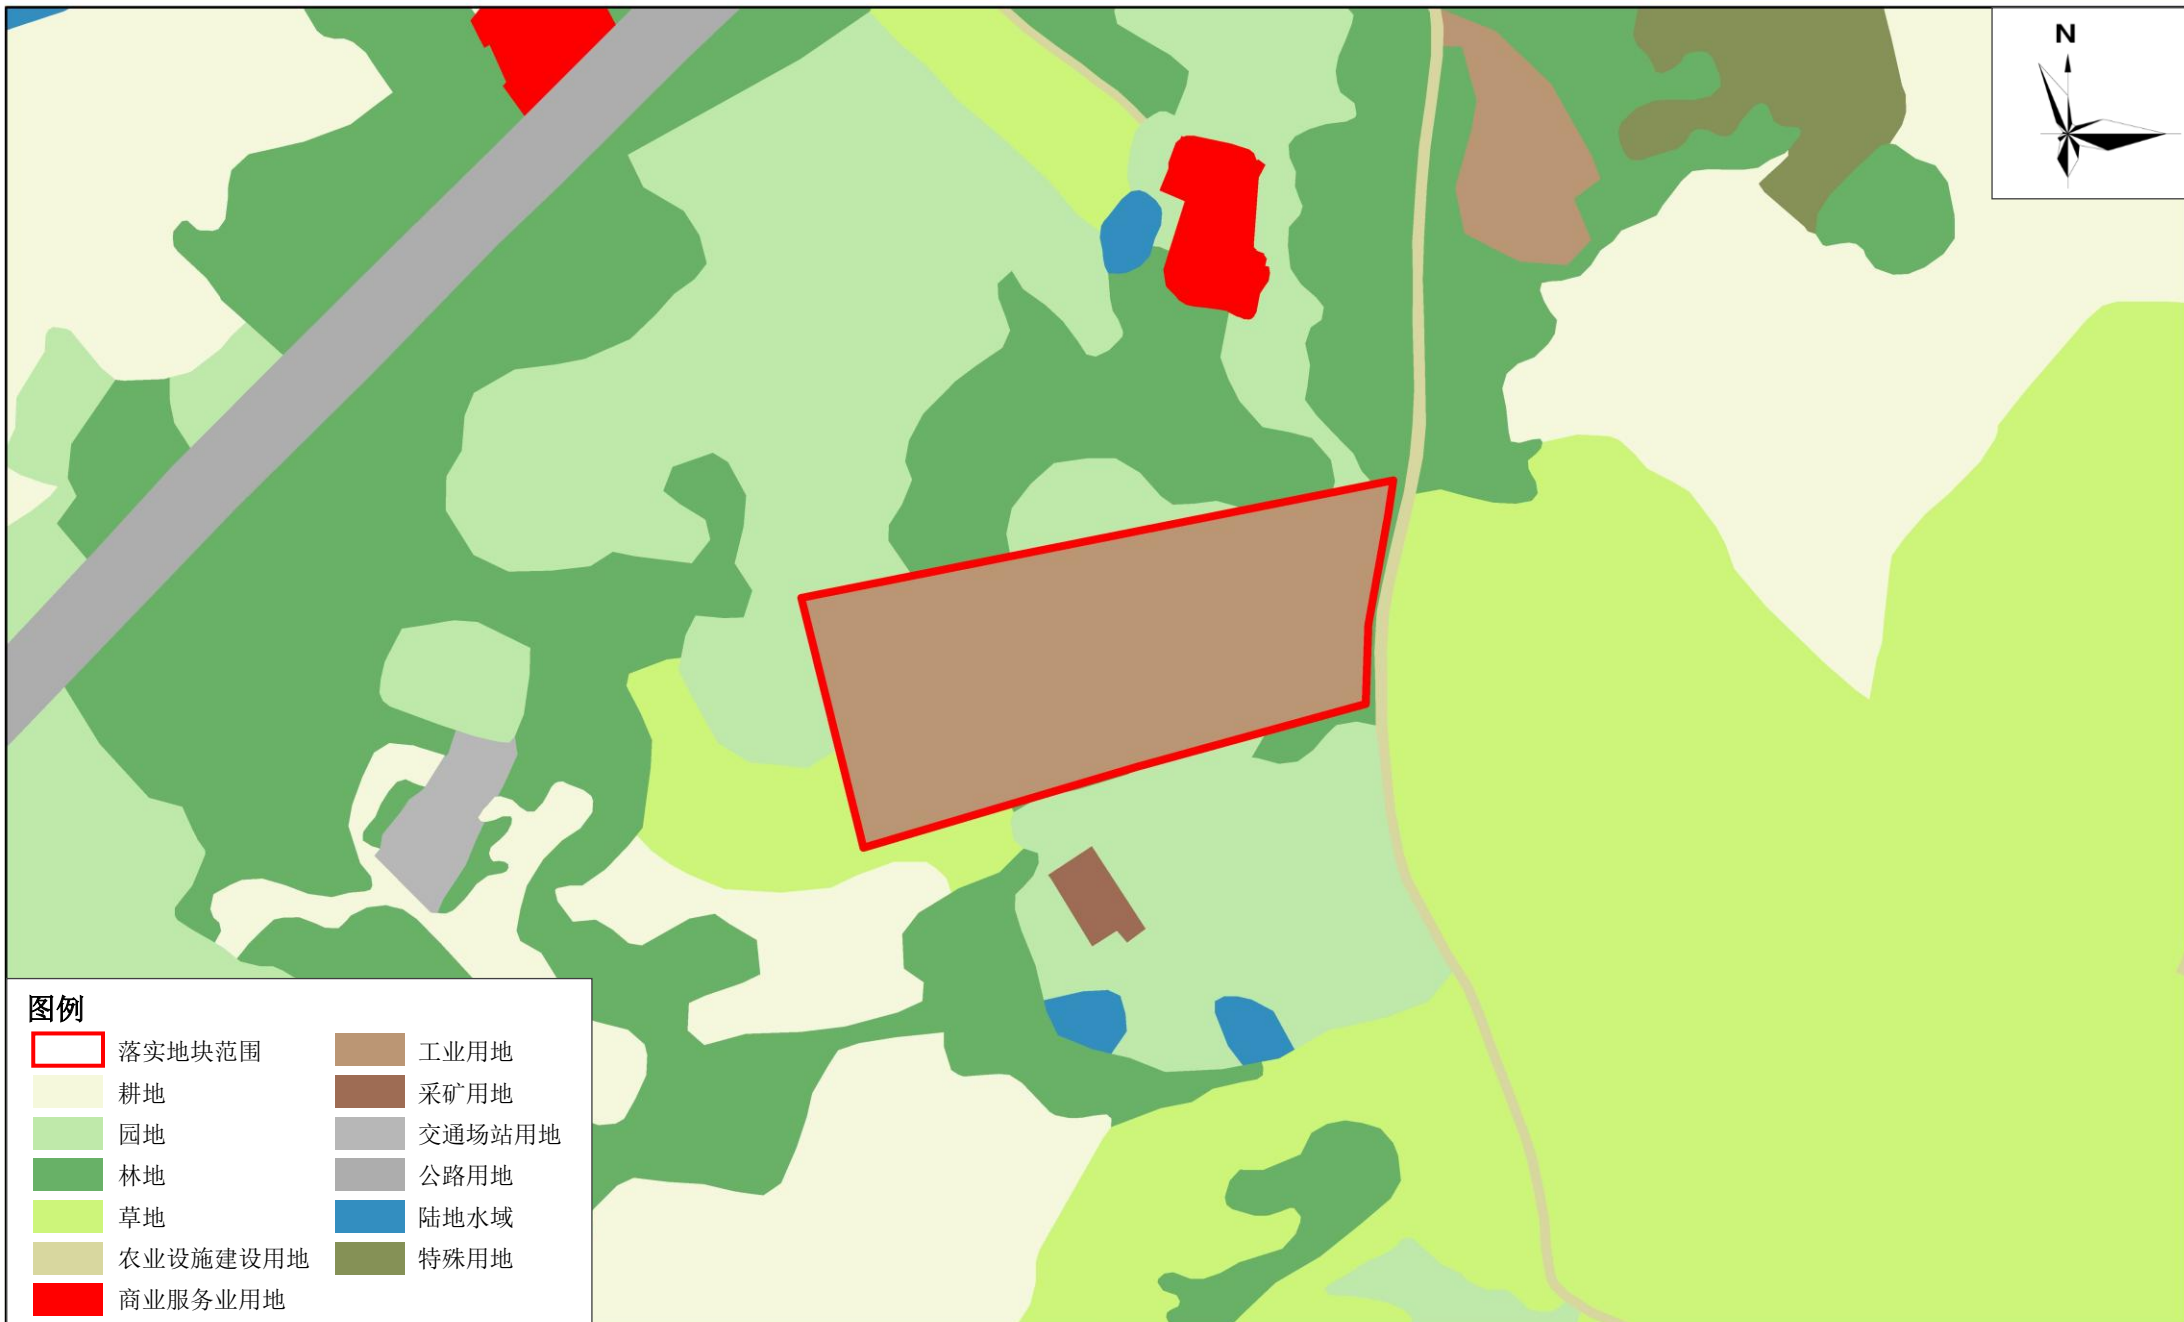 N
图例
落实地块范围
耕地
园地
林地
草地
农业设施建设用地
商业服务业用地
工业用地
采矿用地
交通场站用地
公路用地
陆地水域
特殊用地